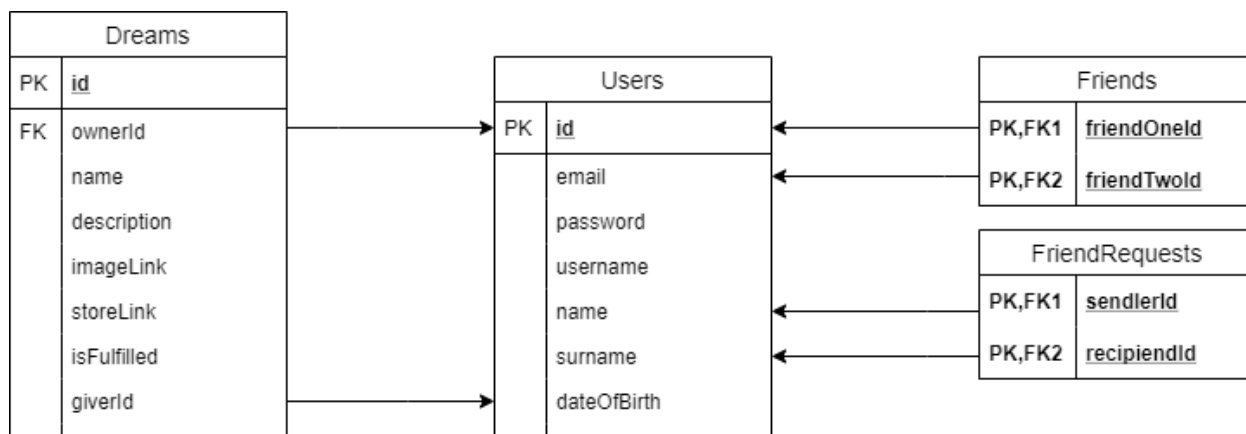 Dreams
PK id
FK ownerId
name
description
imageLink
storeLink
isFulfilled
giverId
Users
PK id
email
password
username
name
surname
dateOfBirth
Friends
PK,FK1 friendOneId
PK,FK2 friendTwoId
FriendRequests
PK,FK1 sendlerId
PK,FK2 recipiendId